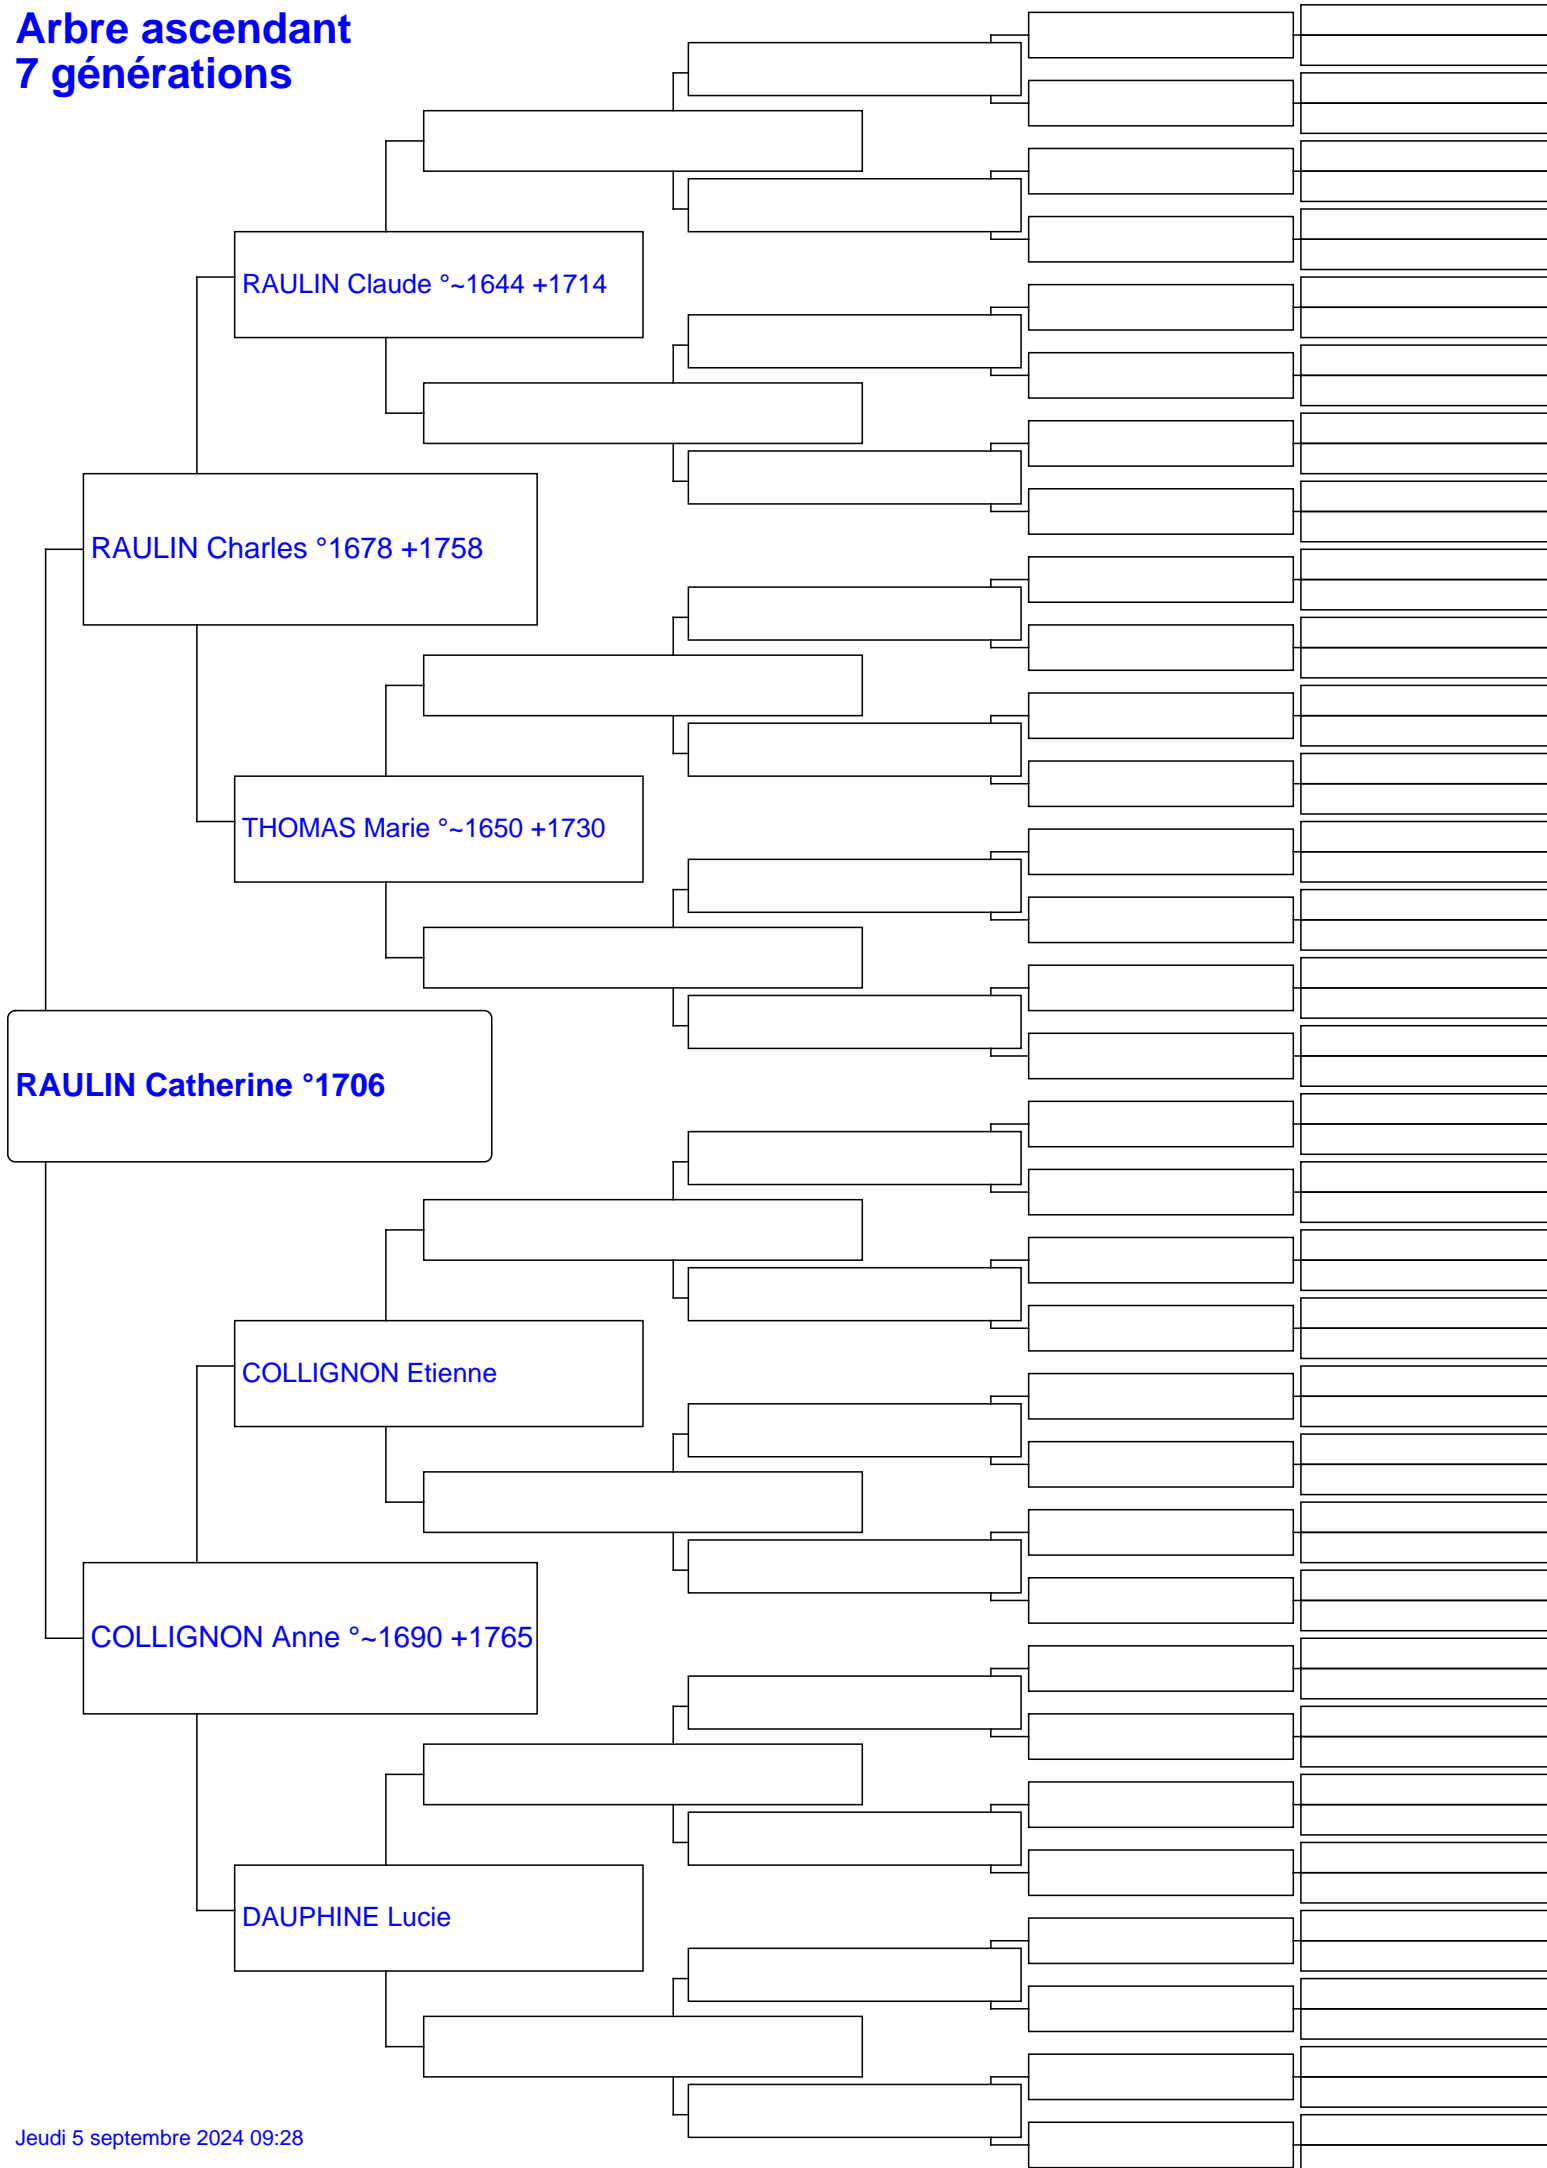 Arbre ascendant
7 générations
RAULIN Claude °~1644 +1714
RAULIN Charles °1678 +1758
THOMAS Marie °~1650 +1730
RAULIN Catherine °1706
COLLIGNON Etienne
COLLIGNON Anne °~1690 +1765
DAUPHINE Lucie
Jeudi 5 septembre 2024 09:28